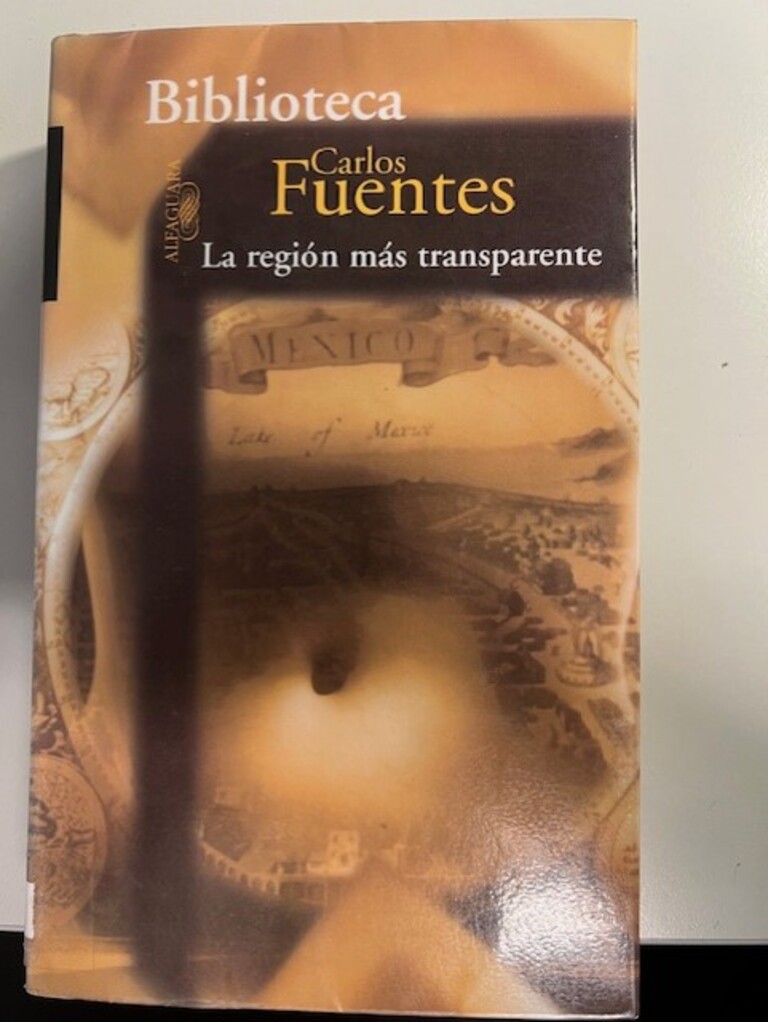 Biblioteca
Carlos
Fuentes
ALFAGUARA
La región más transparente
MEXICO
Lake of Mexico